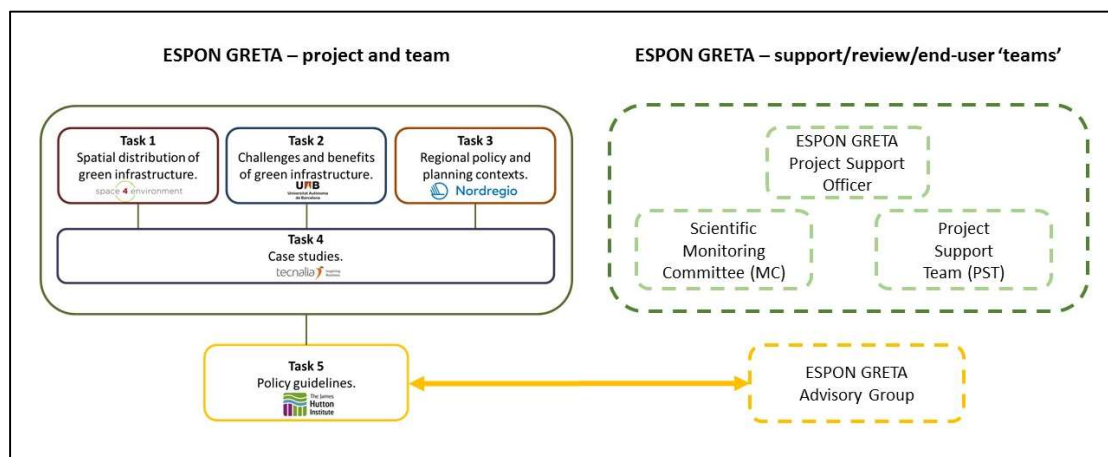 ESPON GRETA – project and team
ESPON GRETA – support/review/end-user ‘teams’
Task 1
Spatial distribution of
green infrastructure.
space 4 environment
Task 2
Challenges and benefits
of green infrastructure.
UAB
Universitat Autònoma
de Barcelona
Task 3
Regional policy and
planning contexts.
Nordregio
Task 4
Case studies.
tecnalia Inspiring
Business
Task 5
Policy guidelines.
The James
Hutton
Institute
ESPON GRETA
Project Support
Officer
Scientific
Monitoring
Committee (MC)
Project
Support
Team (PST)
ESPON GRETA
Advisory Group